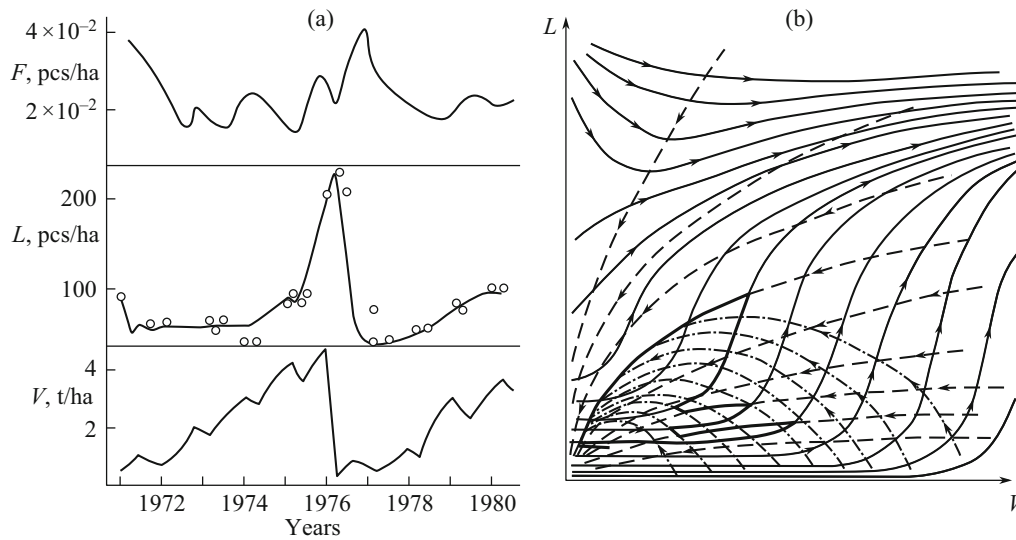 (a)
4 ×10⁻²
F, pcs/ha
2 ×10⁻²
200
L, pcs/ha
100
4
V, t/ha
2
1972 1974 1976 1978 1980
Years
(b)
L